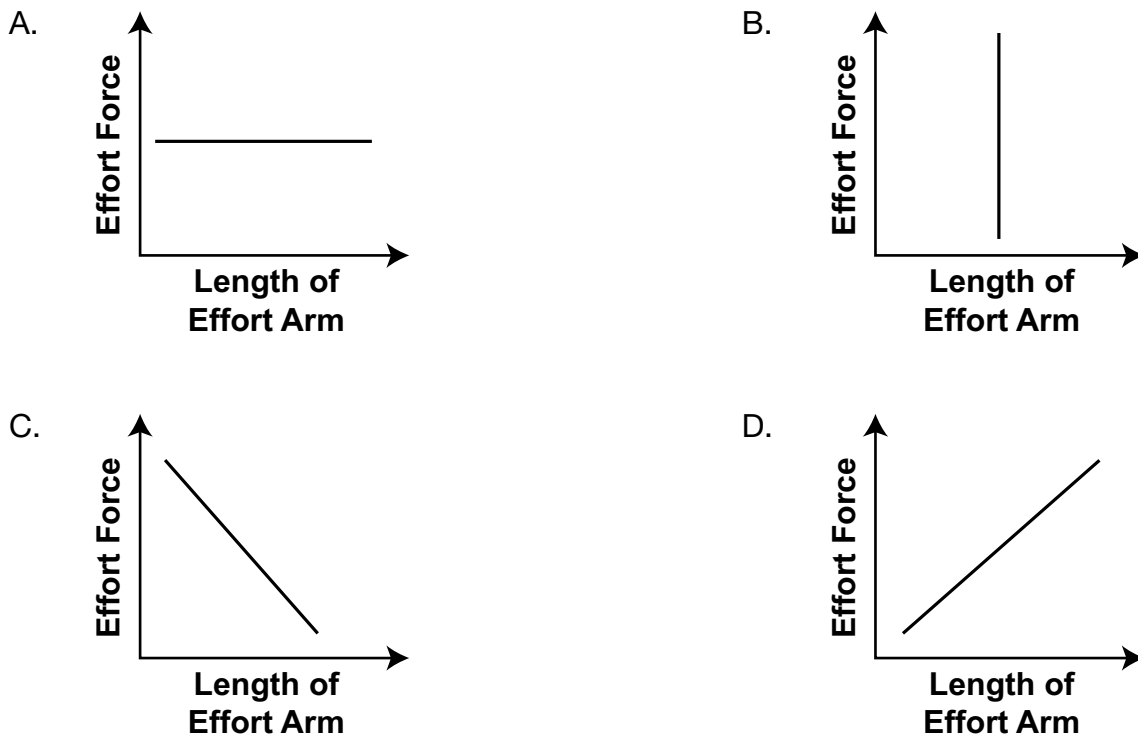 A.
Effort Force
Length of
Effort Arm
B.
Effort Force
Length of
Effort Arm
C.
Effort Force
Length of
Effort Arm
D.
Effort Force
Length of
Effort Arm